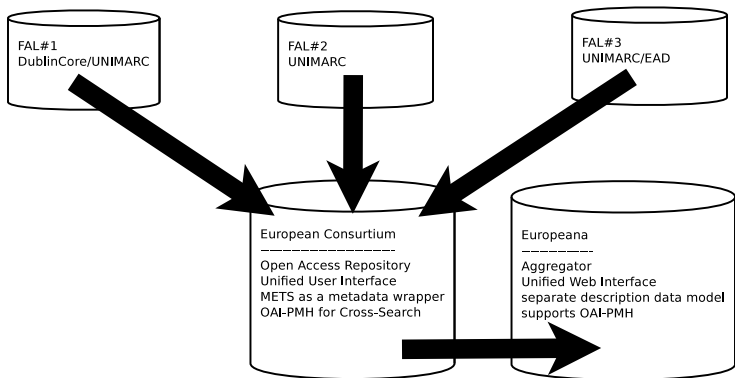 FAL#1
DublinCore/UNIMARC
FAL#2
UNIMARC
FAL#3
UNIMARC/EAD
European Consurtium
------------------------------
Open Access Repository
Unified User Interface
METS as a metadata wrapper
OAI-PMH for Cross-Search
Europeana
----------------
Aggregator
Unified Web Interface
separate description data model
supports OAI-PMH